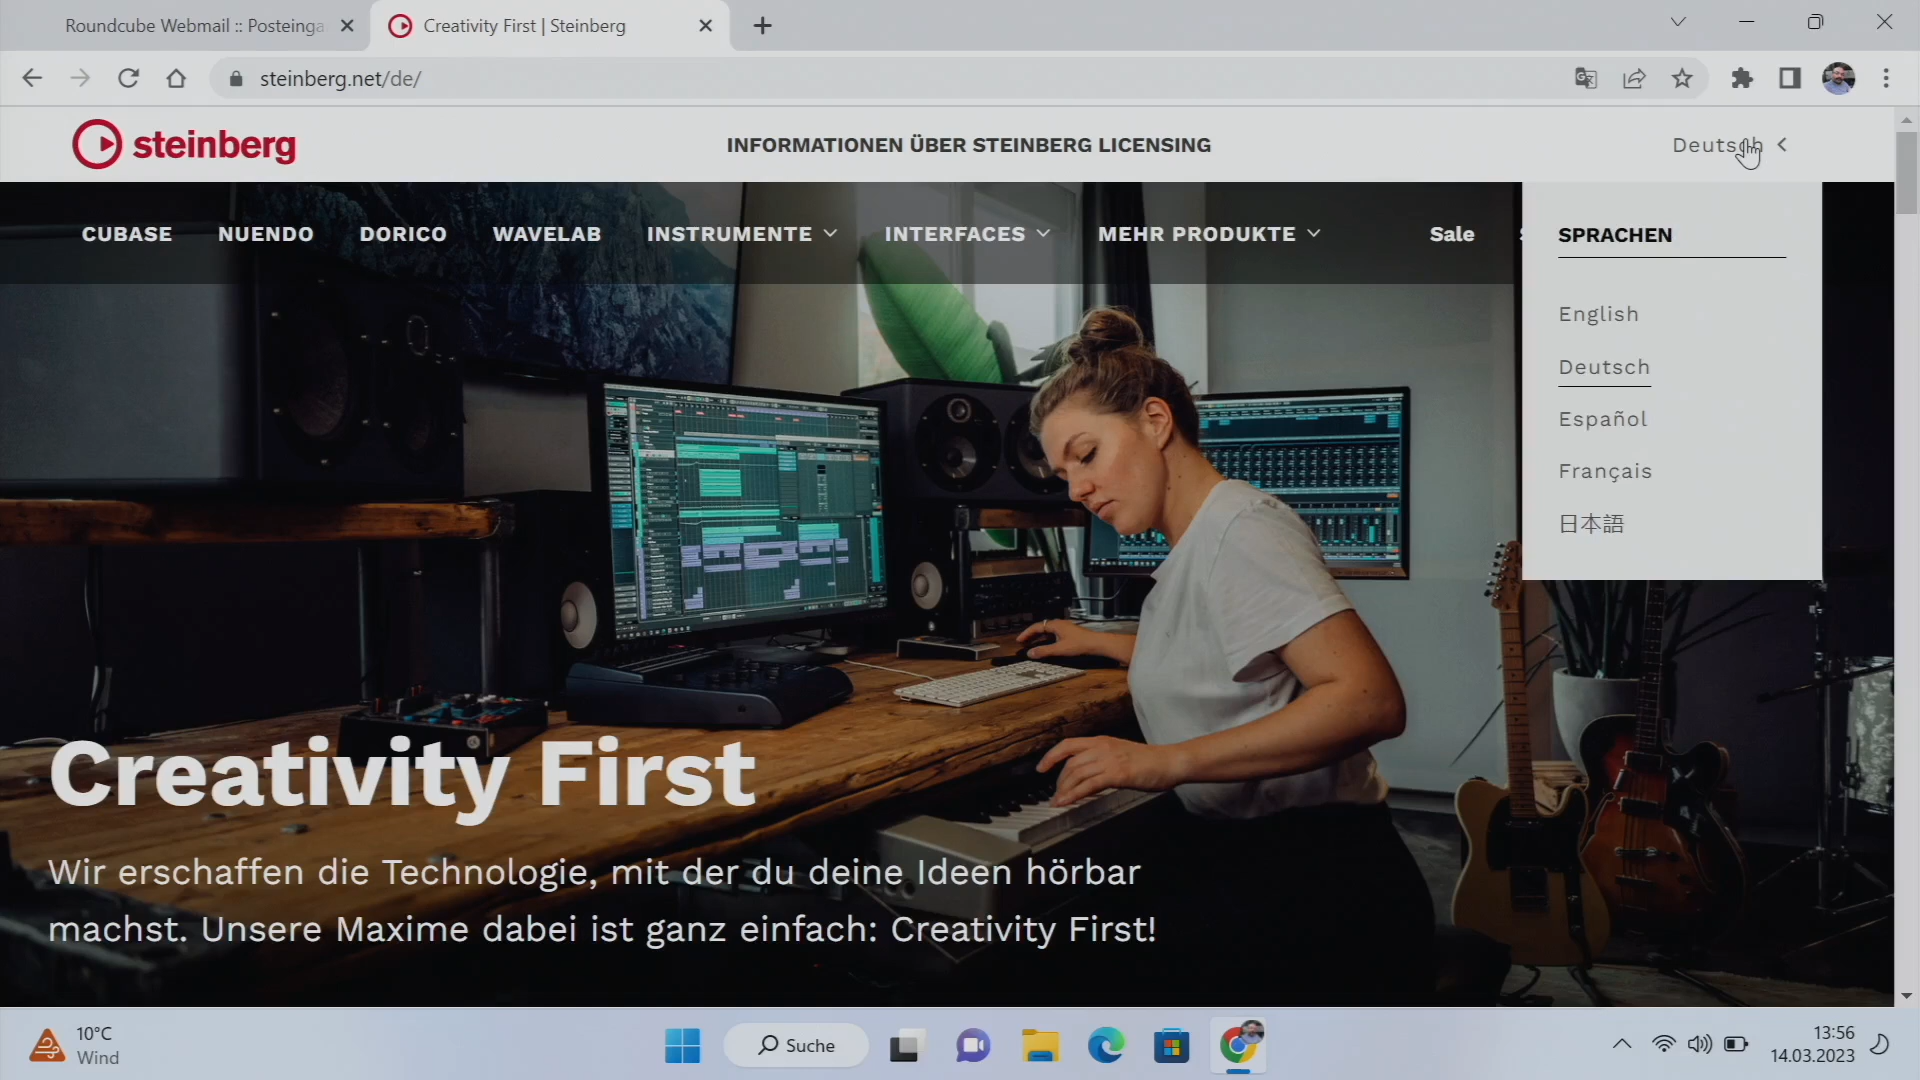 Roundcube Webmail :: Posteinga
Creativity First | Steinberg
steinberg.net/de/
steinberg
INFORMATIONEN ÜBER STEINBERG LICENSING
Deutsch
CUBASE
NUENDO
DORICO
WAVELAB
INSTRUMENTE
INTERFACES
MEHR PRODUKTE
Sale
SPRACHEN
English
Deutsch
Español
Français
日本語
Creativity First
Wir erschaffen die Technologie, mit der du deine Ideen hörbar
machst. Unsere Maxime dabei ist ganz einfach: Creativity First!
10°C
Wind
Suche
13:56
14.03.2023